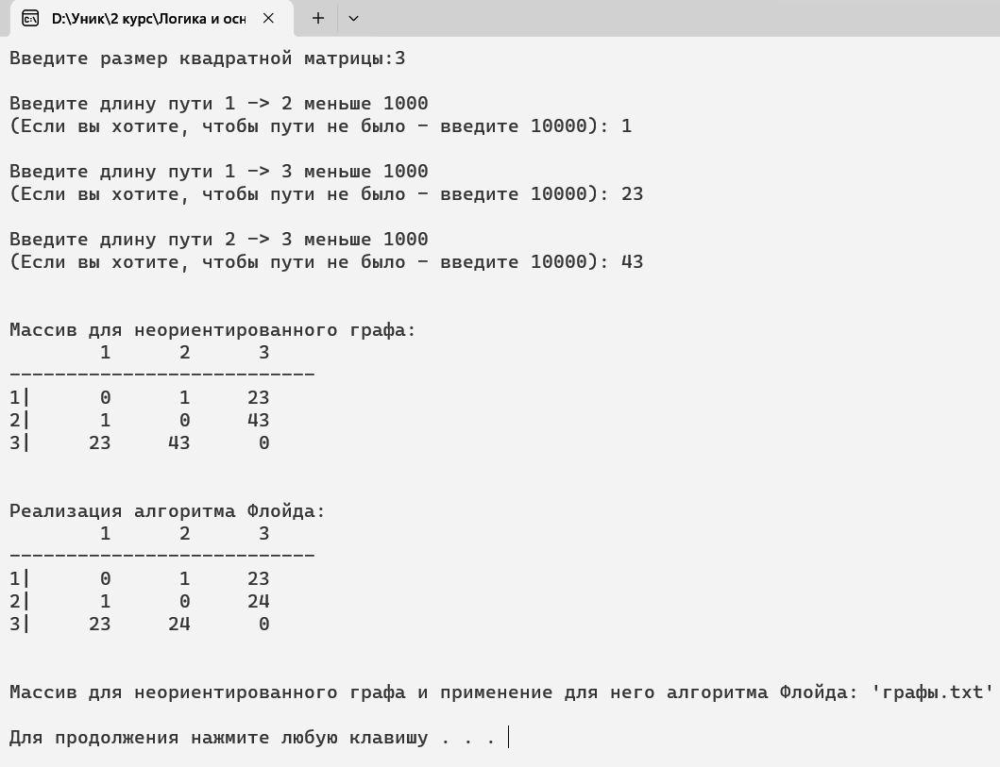 D:\Уник\2 курс\Логика и осн
Введите размер квадратной матрицы:3
Введите длину пути 1 -> 2 меньше 1000
(Если вы хотите, чтобы пути не было - введите 10000): 1
Введите длину пути 1 -> 3 меньше 1000
(Если вы хотите, чтобы пути не было - введите 10000): 23
Введите длину пути 2 -> 3 меньше 1000
(Если вы хотите, чтобы пути не было - введите 10000): 43
Массив для неориентированного графа:
1 2 3
---------------------------
1| 0 1 23
2| 1 0 43
3| 23 43 0
Реализация алгоритма Флойда:
1 2 3
---------------------------
1| 0 1 23
2| 1 0 24
3| 23 24 0
Массив для неориентированного графа и применение для него алгоритма Флойда: 'графы.txt'
Для продолжения нажмите любую клавишу . . .